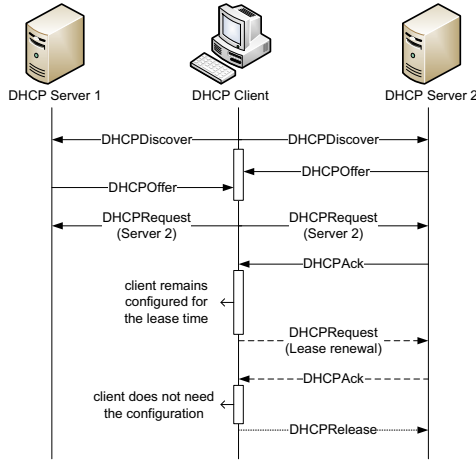 DHCP Server 1
DHCP Client
DHCP Server 2
DHCPDiscover
DHCPDiscover
DHCPOffer
DHCPOffer
DHCPRequest
(Server 2)
DHCPRequest
(Server 2)
DHCPAck
client remains
configured for
the lease time
DHCPRequest
(Lease renewal)
DHCPAck
client does not need
the configuration
DHCPRelease